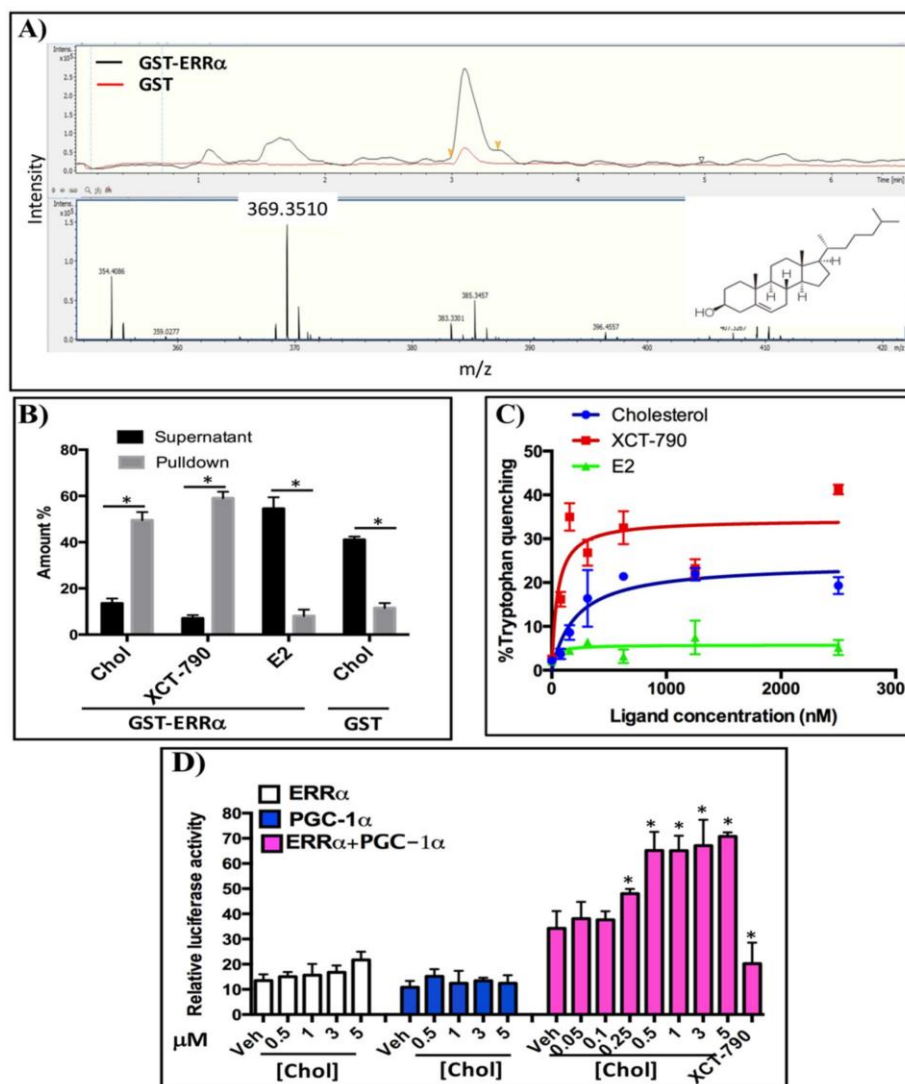 A)
Intens.
x10⁵
GST-ERRα
GST
2.5
2.0
1.5
1.0
0.5
0.0
1 2 3 4 5 6 Time [min]
Intens.
x10⁵
Intensity
369.3510
1.5
1.0
0.5
0.0
354.4086
359.0277
383.3301
385.3457
396.4557
HO
H
H
H
H
360 370 380 390 400 410 420 m/z
m/z
B)
Supernatant
Pulldown
Amount %
80
60
40
20
0
* * * *
Chol XCT-790 E2 Chol
GST-ERRα GST
C)
Cholesterol
XCT-790
E2
%Tryptophan quenching
50
40
30
20
10
0
0 1000 2000 300
Ligand concentration (nM)
D)
ERRα
PGC-1α
ERRα+PGC-1α
Relative luciferase activity
80
70
60
50
40
30
20
10
0
* * * * * *
μM
Veh 0.5 1 3 5 Veh 0.5 1 3 5 Veh 0.05 0.1 0.25 0.5 1 3 5 XCT-790
[Chol] [Chol] [Chol]